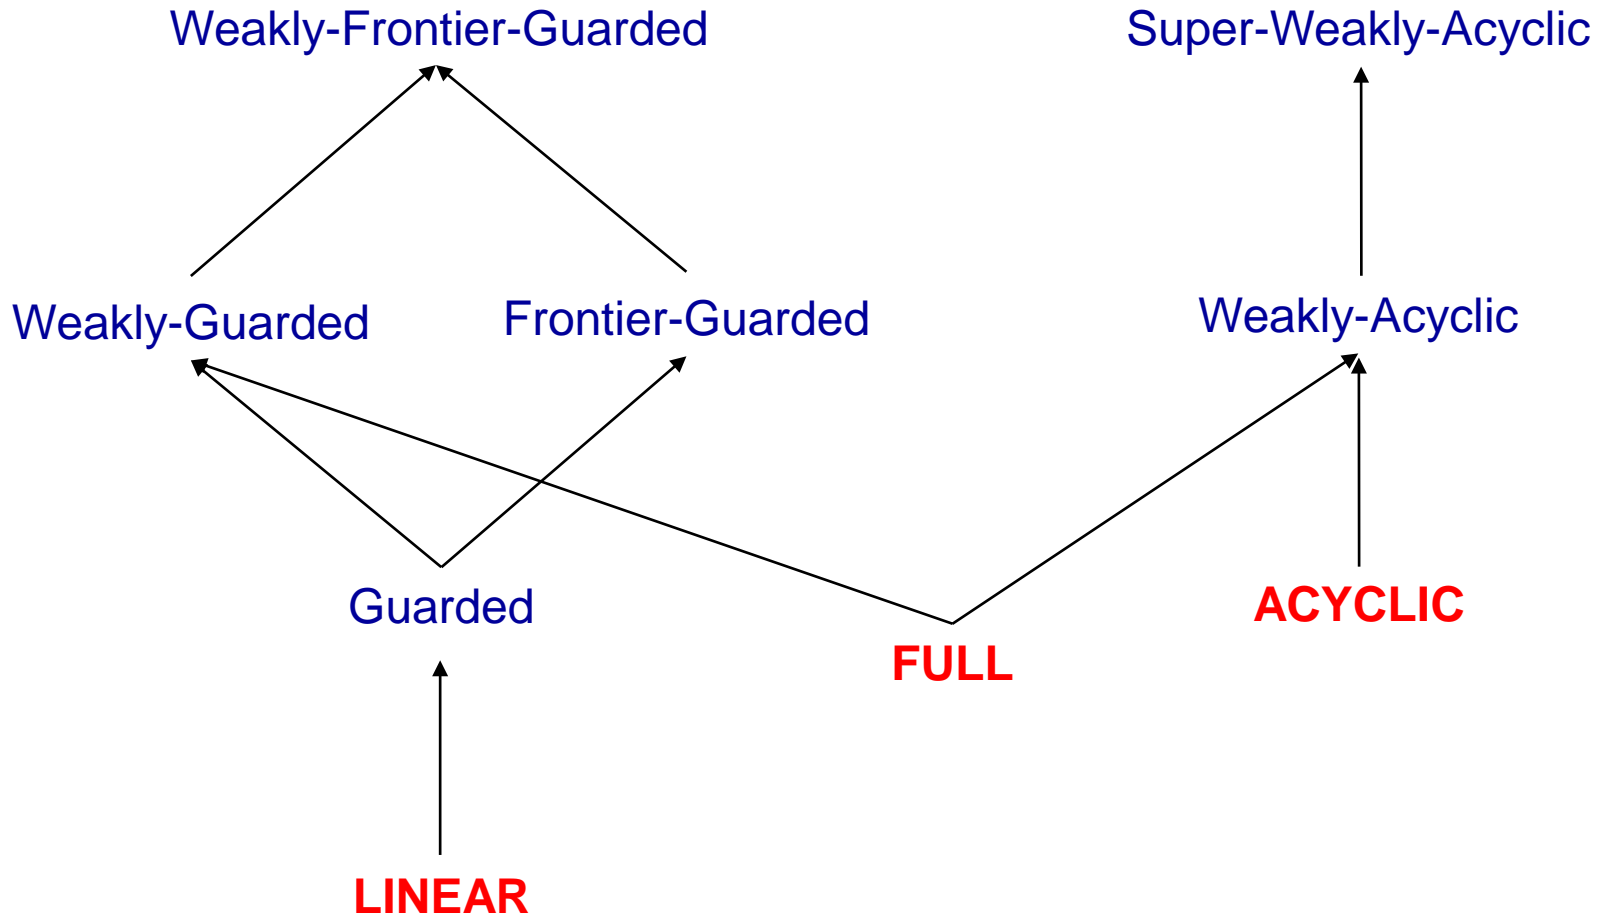 Weakly-Frontier-Guarded
Super-Weakly-Acyclic
Weakly-Guarded
Frontier-Guarded
Weakly-Acyclic
Guarded
ACYCLIC
FULL
LINEAR